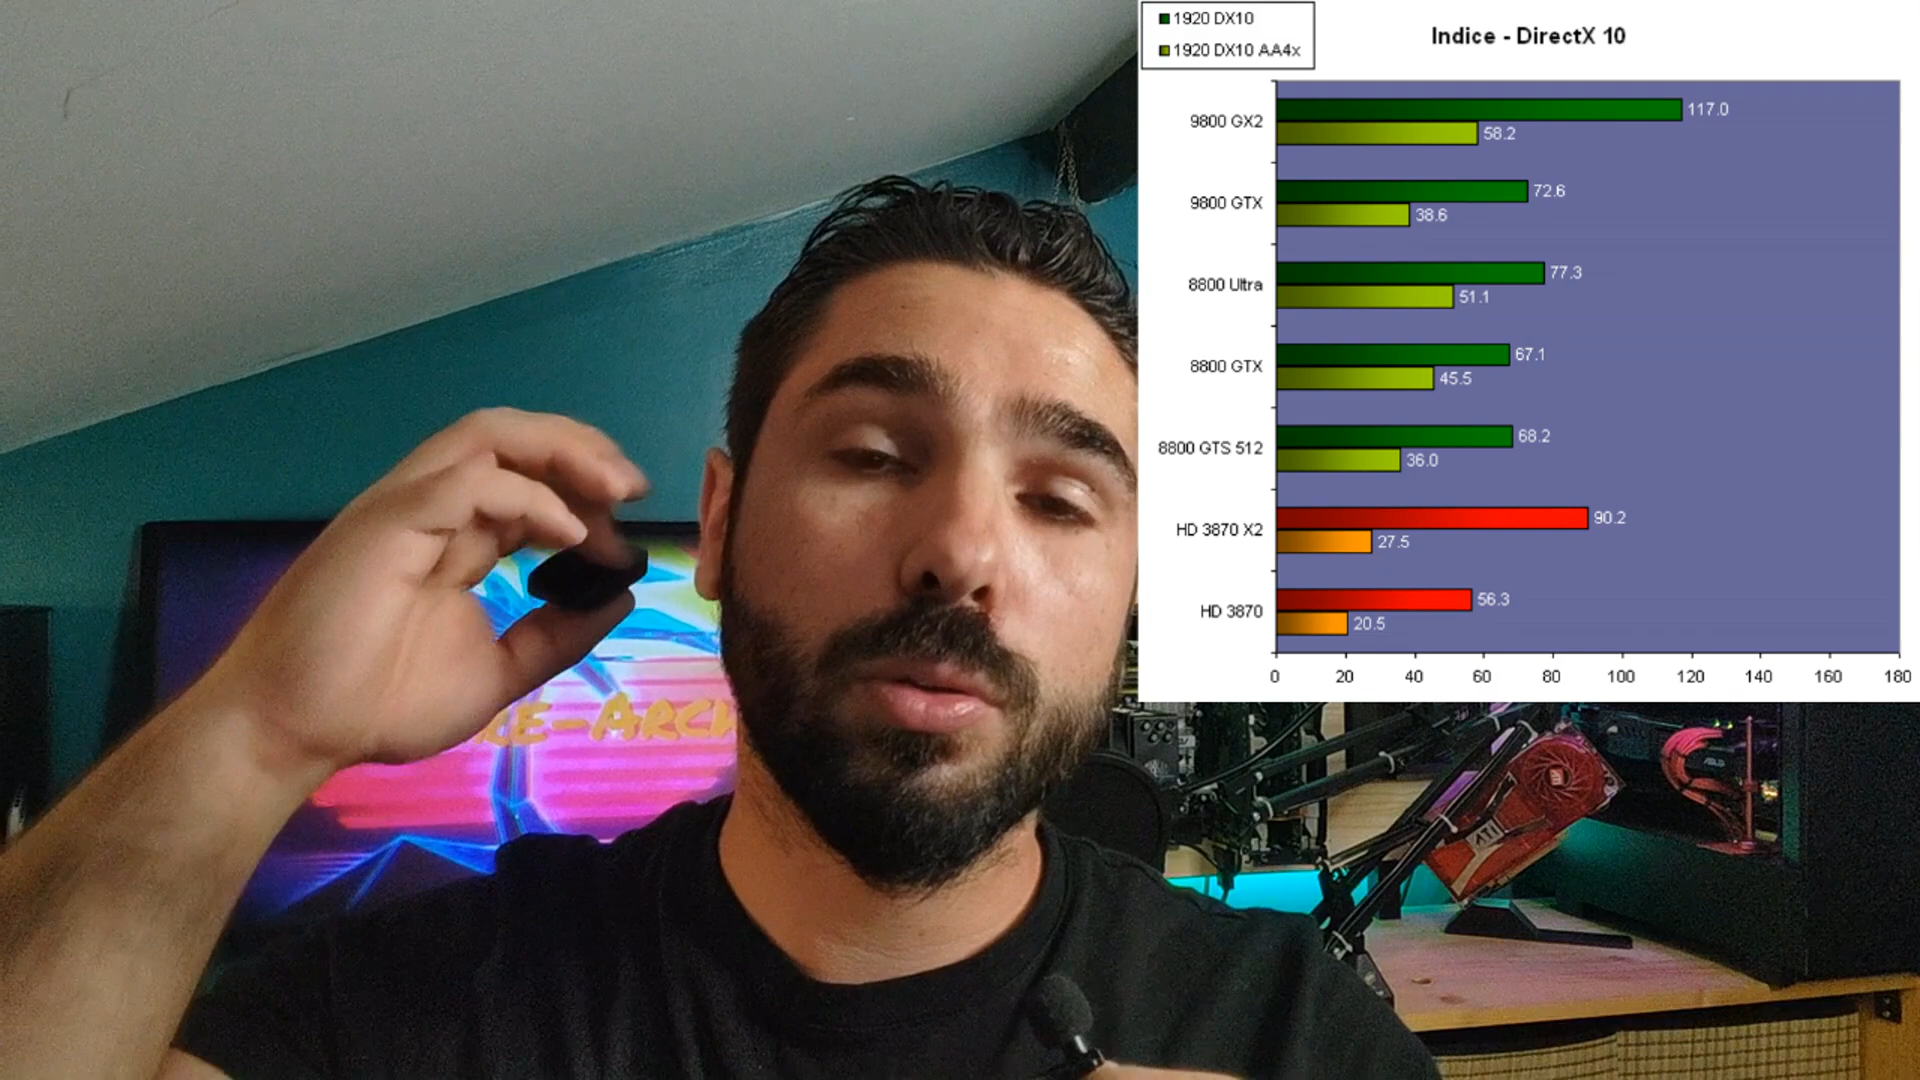 1920 DX10
1920 DX10 AA4x
Indice - DirectX 10
9800 GX2
117.0
58.2
9800 GTX
72.6
38.6
8800 Ultra
77.3
51.1
8800 GTX
67.1
45.5
8800 GTS 512
68.2
36.0
HD 3870 X2
90.2
27.5
HD 3870
56.3
20.5
0 20 40 60 80 100 120 140 160 180
ATI